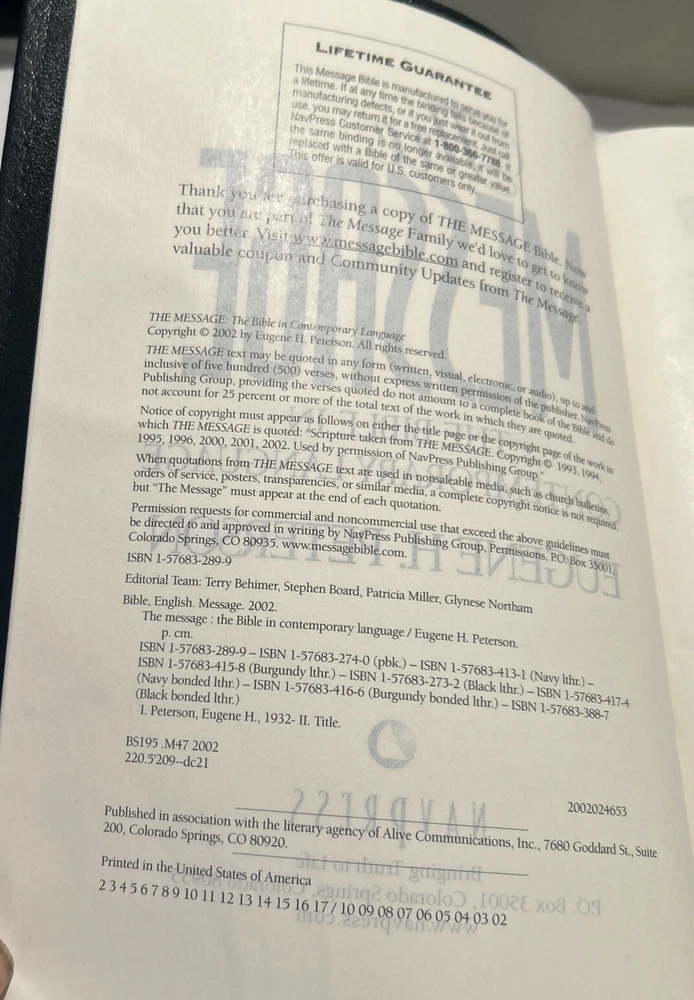 LIFETIME GUARANTEE
This Message Bible is manufactured to serve you for
a lifetime. If at any time the binding fails because of
manufacturing defects, or if you just wear it out from
use, you may return it for a free replacement. Just call
NavPress Customer Service at 1-800-366-7788. If
the same binding is no longer available, it will be
replaced with a Bible of the same or greater value.
This offer is valid for U.S. customers only.
Thank you for purchasing a copy of THE MESSAGE Bible. Now
that you are part of The Message Family we'd love to get to know
you better. Visit www.messagebible.com and register to receive a
valuable coupon and Community Updates from The Message.
THE MESSAGE: The Bible in Contemporary Language
Copyright © 2002 by Eugene H. Peterson. All rights reserved.
THE MESSAGE text may be quoted in any form (written, visual, electronic, or audio), up to and
inclusive of five hundred (500) verses, without express written permission of the publisher, NavPress
Publishing Group, providing the verses quoted do not amount to a complete book of the Bible and do
not account for 25 percent or more of the total text of the work in which they are quoted.
Notice of copyright must appear as follows on either the title page or the copyright page of the work in
which THE MESSAGE is quoted: "Scripture taken from THE MESSAGE. Copyright © 1993, 1994,
1995, 1996, 2000, 2001, 2002. Used by permission of NavPress Publishing Group."
When quotations from THE MESSAGE text are used in nonsaleable media, such as church bulletins,
orders of service, posters, transparencies, or similar media, a complete copyright notice is not required,
but "The Message" must appear at the end of each quotation.
Permission requests for commercial and noncommercial use that exceed the above guidelines must
be directed to and approved in writing by NavPress Publishing Group, Permissions, P.O. Box 35001,
Colorado Springs, CO 80935. www.messagebible.com.
ISBN 1-57683-289-9
Editorial Team: Terry Behimer, Stephen Board, Patricia Miller, Glynese Northam
Bible, English. Message. 2002.
The message : the Bible in contemporary language / Eugene H. Peterson.
p. cm.
ISBN 1-57683-289-9 – ISBN 1-57683-274-0 (pbk.) – ISBN 1-57683-413-1 (Navy lthr.) –
ISBN 1-57683-415-8 (Burgundy lthr.) – ISBN 1-57683-273-2 (Black lthr.) – ISBN 1-57683-417-4
(Navy bonded lthr.) – ISBN 1-57683-416-6 (Burgundy bonded lthr.) – ISBN 1-57683-388-7
(Black bonded lthr.)
I. Peterson, Eugene H., 1932- II. Title.
BS195 .M47 2002
220.5'209--dc21
2002024653
Published in association with the literary agency of Alive Communications, Inc., 7680 Goddard St., Suite
200, Colorado Springs, CO 80920.
Printed in the United States of America
2 3 4 5 6 7 8 9 10 11 12 13 14 15 16 17 / 10 09 08 07 06 05 04 03 02